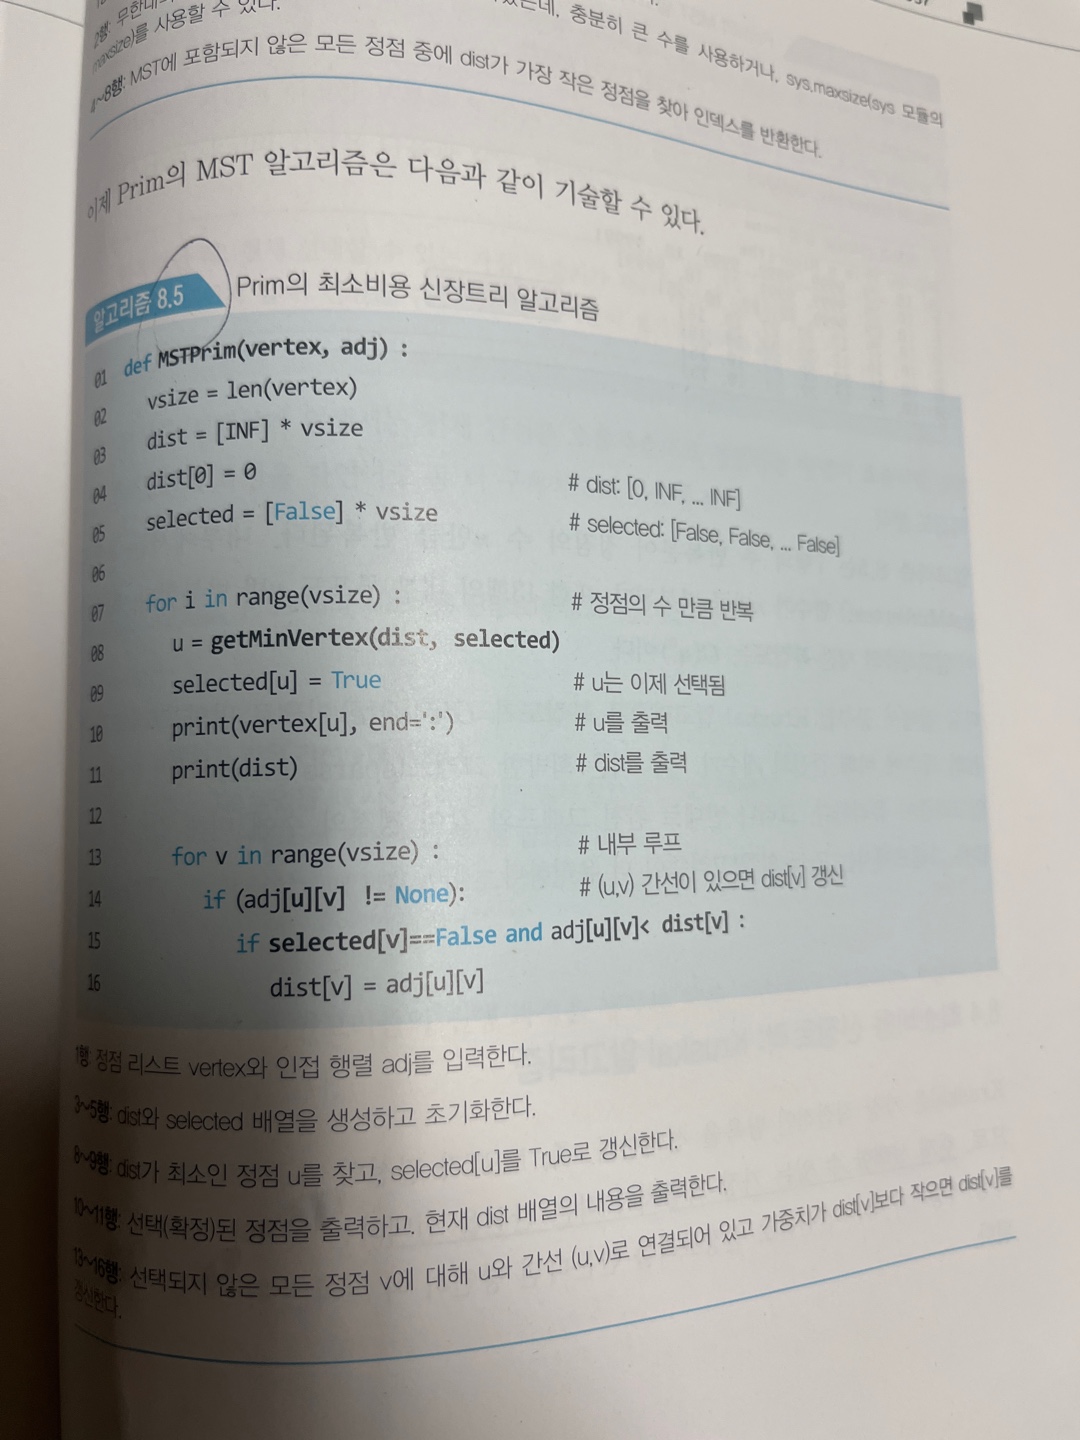 2행: 무한대의 충분히 큰 수를 사용하거나, sys.maxsize(sys 모듈의
maxsize)를 사용할 수 있다.
4~8행: MST에 포함되지 않은 모든 정점 중에 dist가 가장 작은 정점을 찾아 인덱스를 반환한다.
이제 Prim의 MST 알고리즘은 다음과 같이 기술할 수 있다.
알고리즘 8.5 Prim의 최소비용 신장트리 알고리즘
01 def MSTPrim(vertex, adj) :
02 vsize = len(vertex)
03 dist = [INF] * vsize
04 dist[0] = 0 # dist: [0, INF, ... INF]
05 selected = [False] * vsize # selected: [False, False, ... False]
06
07 for i in range(vsize) : # 정점의 수 만큼 반복
08 u = getMinVertex(dist, selected)
09 selected[u] = True # u는 이제 선택됨
10 print(vertex[u], end=':') # u를 출력
11 print(dist) # dist를 출력
12
13 for v in range(vsize) : # 내부 루프
14 if (adj[u][v] != None): # (u,v) 간선이 있으면 dist[v] 갱신
15 if selected[v]==False and adj[u][v]< dist[v] :
16 dist[v] = adj[u][v]
1행: 정점 리스트 vertex와 인접 행렬 adj를 입력한다.
3~5행: dist와 selected 배열을 생성하고 초기화한다.
8~9행: dist가 최소인 정점 u를 찾고, selected[u]를 True로 갱신한다.
10~11행: 선택(확정)된 정점을 출력하고, 현재 dist 배열의 내용을 출력한다.
13~16행: 선택되지 않은 모든 정점 v에 대해 u와 간선 (u,v)로 연결되어 있고 가중치가 dist[v]보다 작으면 dist[v]를
갱신한다.